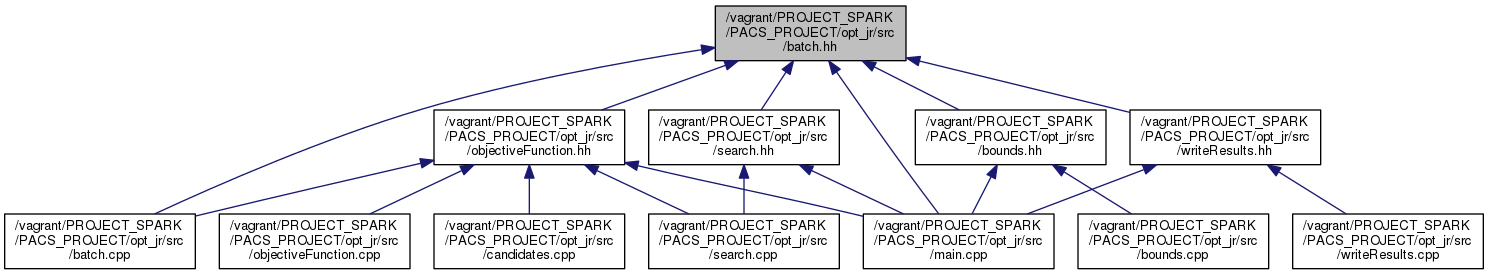 /vagrant/PROJECT_SPARK
/PACS_PROJECT/opt_jr/src
/batch.hh
/vagrant/PROJECT_SPARK
/PACS_PROJECT/opt_jr/src
/objectiveFunction.hh
/vagrant/PROJECT_SPARK
/PACS_PROJECT/opt_jr/src
/search.hh
/vagrant/PROJECT_SPARK
/PACS_PROJECT/opt_jr/src
/bounds.hh
/vagrant/PROJECT_SPARK
/PACS_PROJECT/opt_jr/src
/writeResults.hh
/vagrant/PROJECT_SPARK
/PACS_PROJECT/opt_jr/src
/batch.cpp
/vagrant/PROJECT_SPARK
/PACS_PROJECT/opt_jr/src
/objectiveFunction.cpp
/vagrant/PROJECT_SPARK
/PACS_PROJECT/opt_jr/src
/candidates.cpp
/vagrant/PROJECT_SPARK
/PACS_PROJECT/opt_jr/src
/search.cpp
/vagrant/PROJECT_SPARK
/PACS_PROJECT/opt_jr/src
/main.cpp
/vagrant/PROJECT_SPARK
/PACS_PROJECT/opt_jr/src
/bounds.cpp
/vagrant/PROJECT_SPARK
/PACS_PROJECT/opt_jr/src
/writeResults.cpp